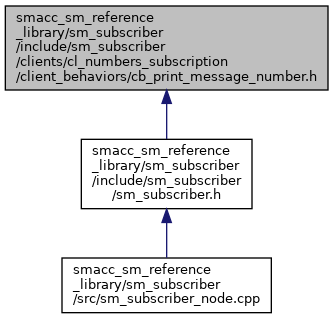 smacc_sm_reference
_library/sm_subscriber
/include/sm_subscriber
/clients/cl_numbers_subscription
/client_behaviors/cb_print_message_number.h
smacc_sm_reference
_library/sm_subscriber
/include/sm_subscriber
/sm_subscriber.h
smacc_sm_reference
_library/sm_subscriber
/src/sm_subscriber_node.cpp